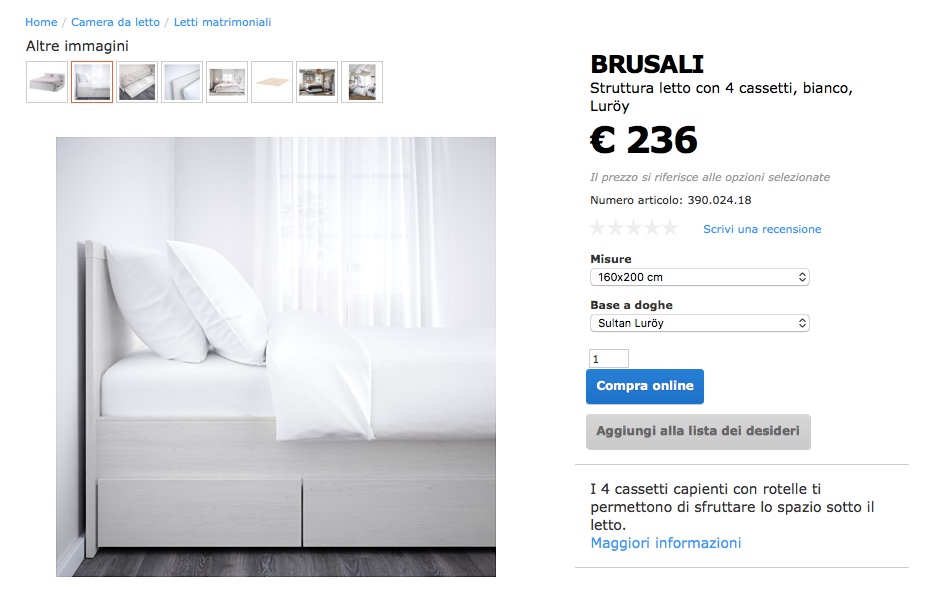 Home / Camera da letto / Letti matrimoniali
Altre immagini
BRUSALI
Struttura letto con 4 cassetti, bianco,
Luröy
€ 236
Il prezzo si riferisce alle opzioni selezionate
Numero articolo: 390.024.18
Scrivi una recensione
Misure
160x200 cm
Base a doghe
Sultan Luröy
1
Compra online
Aggiungi alla lista dei desideri
I 4 cassetti capienti con rotelle ti
permettono di sfruttare lo spazio sotto il
letto.
Maggiori informazioni